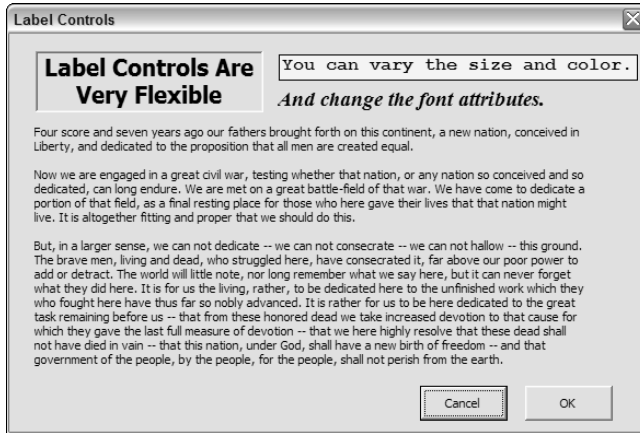 Label Controls
Label Controls Are
Very Flexible
You can vary the size and color.
And change the font attributes.
Four score and seven years ago our fathers brought forth on this continent, a new nation, conceived in
Liberty, and dedicated to the proposition that all men are created equal.
Now we are engaged in a great civil war, testing whether that nation, or any nation so conceived and so
dedicated, can long endure. We are met on a great battle-field of that war. We have come to dedicate a
portion of that field, as a final resting place for those who here gave their lives that that nation might
live. It is altogether fitting and proper that we should do this.
But, in a larger sense, we can not dedicate -- we can not consecrate -- we can not hallow -- this ground.
The brave men, living and dead, who struggled here, have consecrated it, far above our poor power to
add or detract. The world will little note, nor long remember what we say here, but it can never forget
what they did here. It is for us the living, rather, to be dedicated here to the unfinished work which they
who fought here have thus far so nobly advanced. It is rather for us to be here dedicated to the great
task remaining before us -- that from these honored dead we take increased devotion to that cause for
which they gave the last full measure of devotion -- that we here highly resolve that these dead shall
not have died in vain -- that this nation, under God, shall have a new birth of freedom -- and that
government of the people, by the people, for the people, shall not perish from the earth.
Cancel
OK